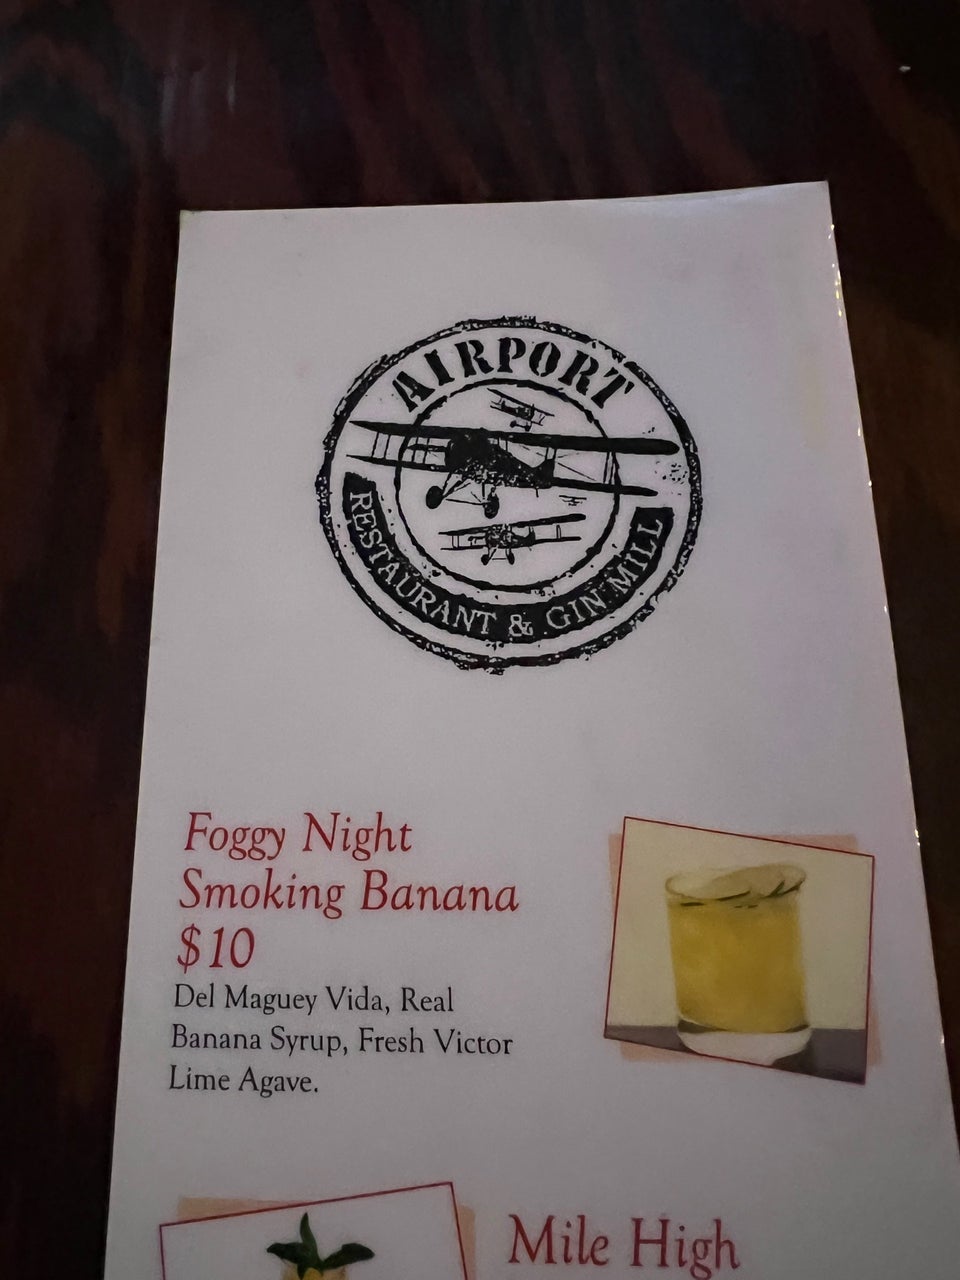 AIRPORT
RESTAURANT & GIN MILL
Foggy Night
Smoking Banana
$10
Del Maguey Vida, Real
Banana Syrup, Fresh Victor
Lime Agave.
Mile High